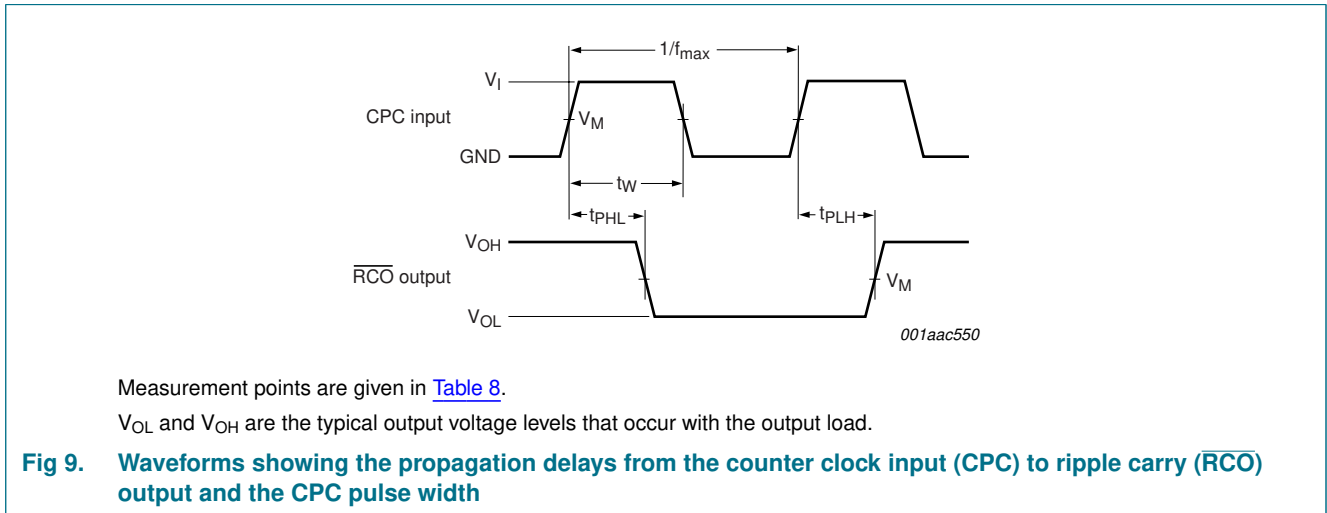 1/fmax
VI
CPC input
VM
GND
tW
tPHL
tPLH
VOH
R̅C̅O̅ output
VM
VOL
001aac550
Measurement points are given in Table 8.
VOL and VOH are the typical output voltage levels that occur with the output load.
Fig 9. Waveforms showing the propagation delays from the counter clock input (CPC) to ripple carry (R̅C̅O̅)
output and the CPC pulse width